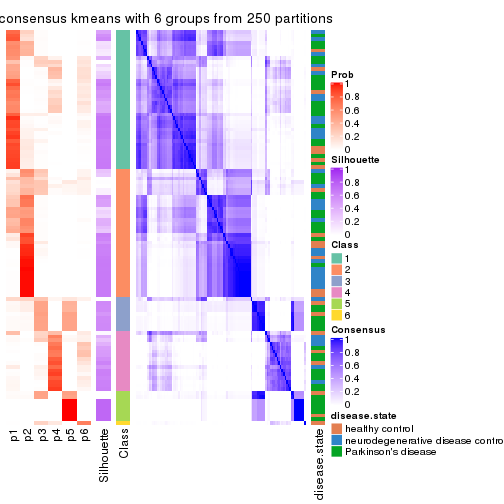 consensus kmeans with 6 groups from 250 partitions
Prob
1
0.8
0.6
0.4
0.2
0
Silhouette
1
0.8
0.6
0.4
0.2
0
Class
1
2
3
4
5
6
Consensus
1
0.8
0.6
0.4
0.2
0
disease.state
healthy control
neurodegenerative disease contro
Parkinson's disease
p1
p2
p3
p4
p5
p6
Silhouette
Class
disease.state